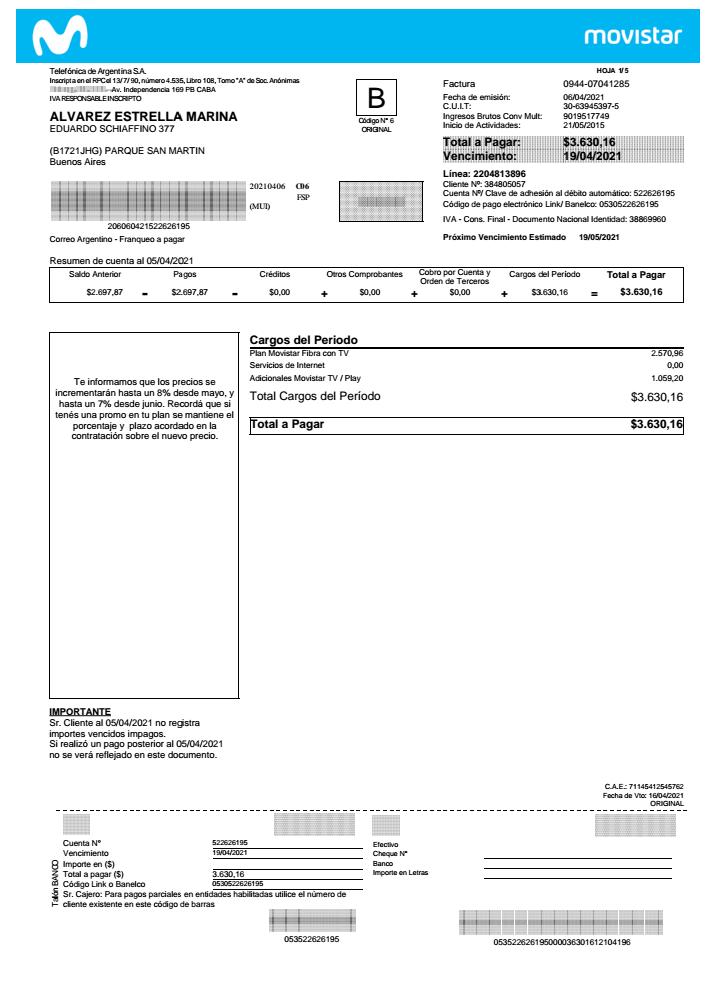 movistar
Telefónica de Argentina S.A.
Inscripta en el RPCel 13/7/ 90, número 4.535, Libro 108, Tomo "A" de Soc. Anónimas
Av. Independencia 169 PB CABA
IVA RESPONSABLE INSCRIPTO
ALVAREZ ESTRELLA MARINA
EDUARDO SCHIAFFINO 377
(B1721JHG) PARQUE SAN MARTIN
Buenos Aires
B
Código N° 6
ORIGINAL
HOJA 1/ 5
Factura 0944-07041285
Fecha de emisión: 06/04/2021
C.U.I.T: 30-63945397-5
Ingresos Brutos Conv Mult: 9019517749
Inicio de Actividades: 21/05/2015
Total a Pagar: $3.630,16
Vencimiento: 19/04/2021
Línea: 2204813896
Cliente Nº: 384805057
Cuenta Nº/ Clave de adhesión al débito automático: 522626195
Código de pago electrónico Link/ Banelco: 0530522626195
IVA - Cons. Final - Documento Nacional Identidad: 38869960
Próximo Vencimiento Estimado 19/05/2021
20210406 C06
FSP
(MUI)
206060421522626195
Correo Argentino - Franqueo a pagar
Resumen de cuenta al 05/04/2021
Saldo Anterior Pagos Créditos Otros Comprobantes Cobro por Cuenta y Orden de Terceros Cargos del Período Total a Pagar
$2.697,87 - $2.697,87 - $0,00 + $0,00 + $0,00 + $3.630,16 = $3.630,16
Te informamos que los precios se
incrementarán hasta un 8% desde mayo, y
hasta un 7% desde junio. Recordá que si
tenés una promo en tu plan se mantiene el
porcentaje y plazo acordado en la
contratación sobre el nuevo precio.
Cargos del Período
Plan Movistar Fibra con TV 2.570,96
Servicios de Internet 0,00
Adicionales Movistar TV / Play 1.059,20
Total Cargos del Período $3.630,16
Total a Pagar $3.630,16
IMPORTANTE
Sr. Cliente al 05/04/2021 no registra
importes vencidos impagos.
Si realizó un pago posterior al 05/04/2021
no se verá reflejado en este documento.
C.A.E.: 71145412545762
Fecha de Vto: 16/04/2021
ORIGINAL
Talón BANCO
Cuenta Nº 522626195
Vencimiento 19/04/2021
Importe en ($)
Total a pagar ($) 3.630,16
Código Link o Banelco 0530522626195
Sr. Cajero: Para pagos parciales en entidades habilitadas utilice el número de
cliente existente en este código de barras
Efectivo
Cheque Nº
Banco
Importe en Letras
053522626195
0535226261950000363016121041​96